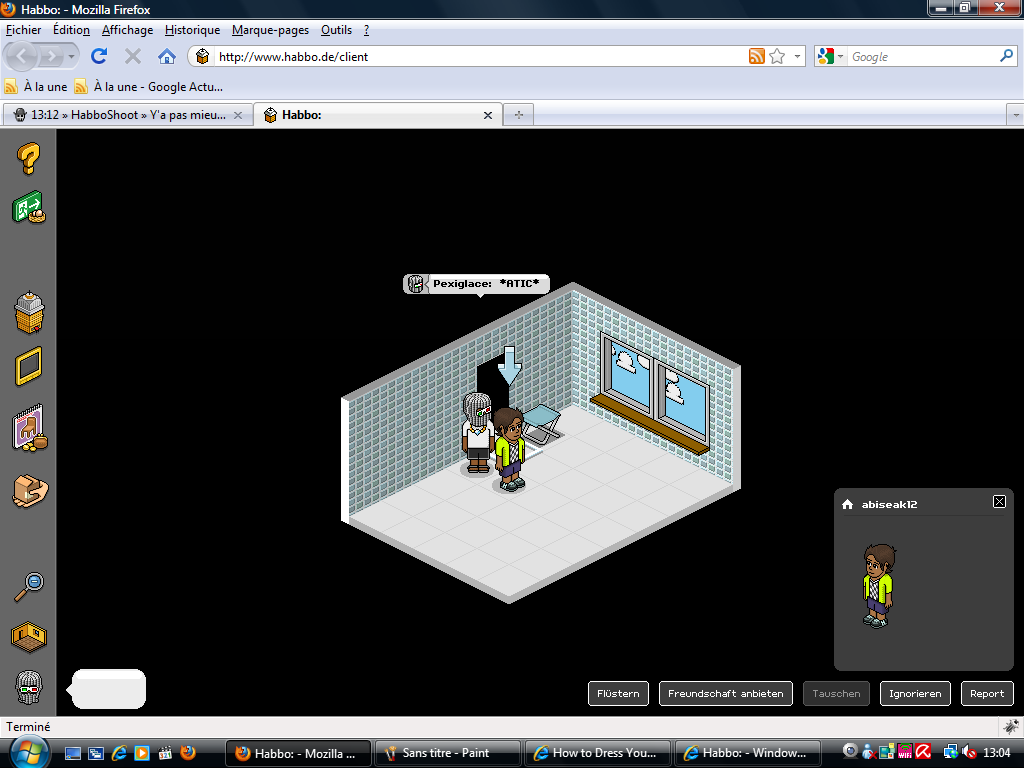 Habbo: - Mozilla Firefox
Fichier Édition Affichage Historique Marque-pages Outils ?
http://www.habbo.de/client
Google
À la une À la une - Google Actu...
13:12 » HabboShoot » Y'a pas mieu...
Habbo:
Pexiglace: *ATIC*
abiseak12
Flüstern
Freundschaft anbieten
Tauschen
Ignorieren
Report
Terminé
Habbo: - Mozilla ...
Sans titre - Paint
How to Dress You...
Habbo: - Window...
WiFi
13:04